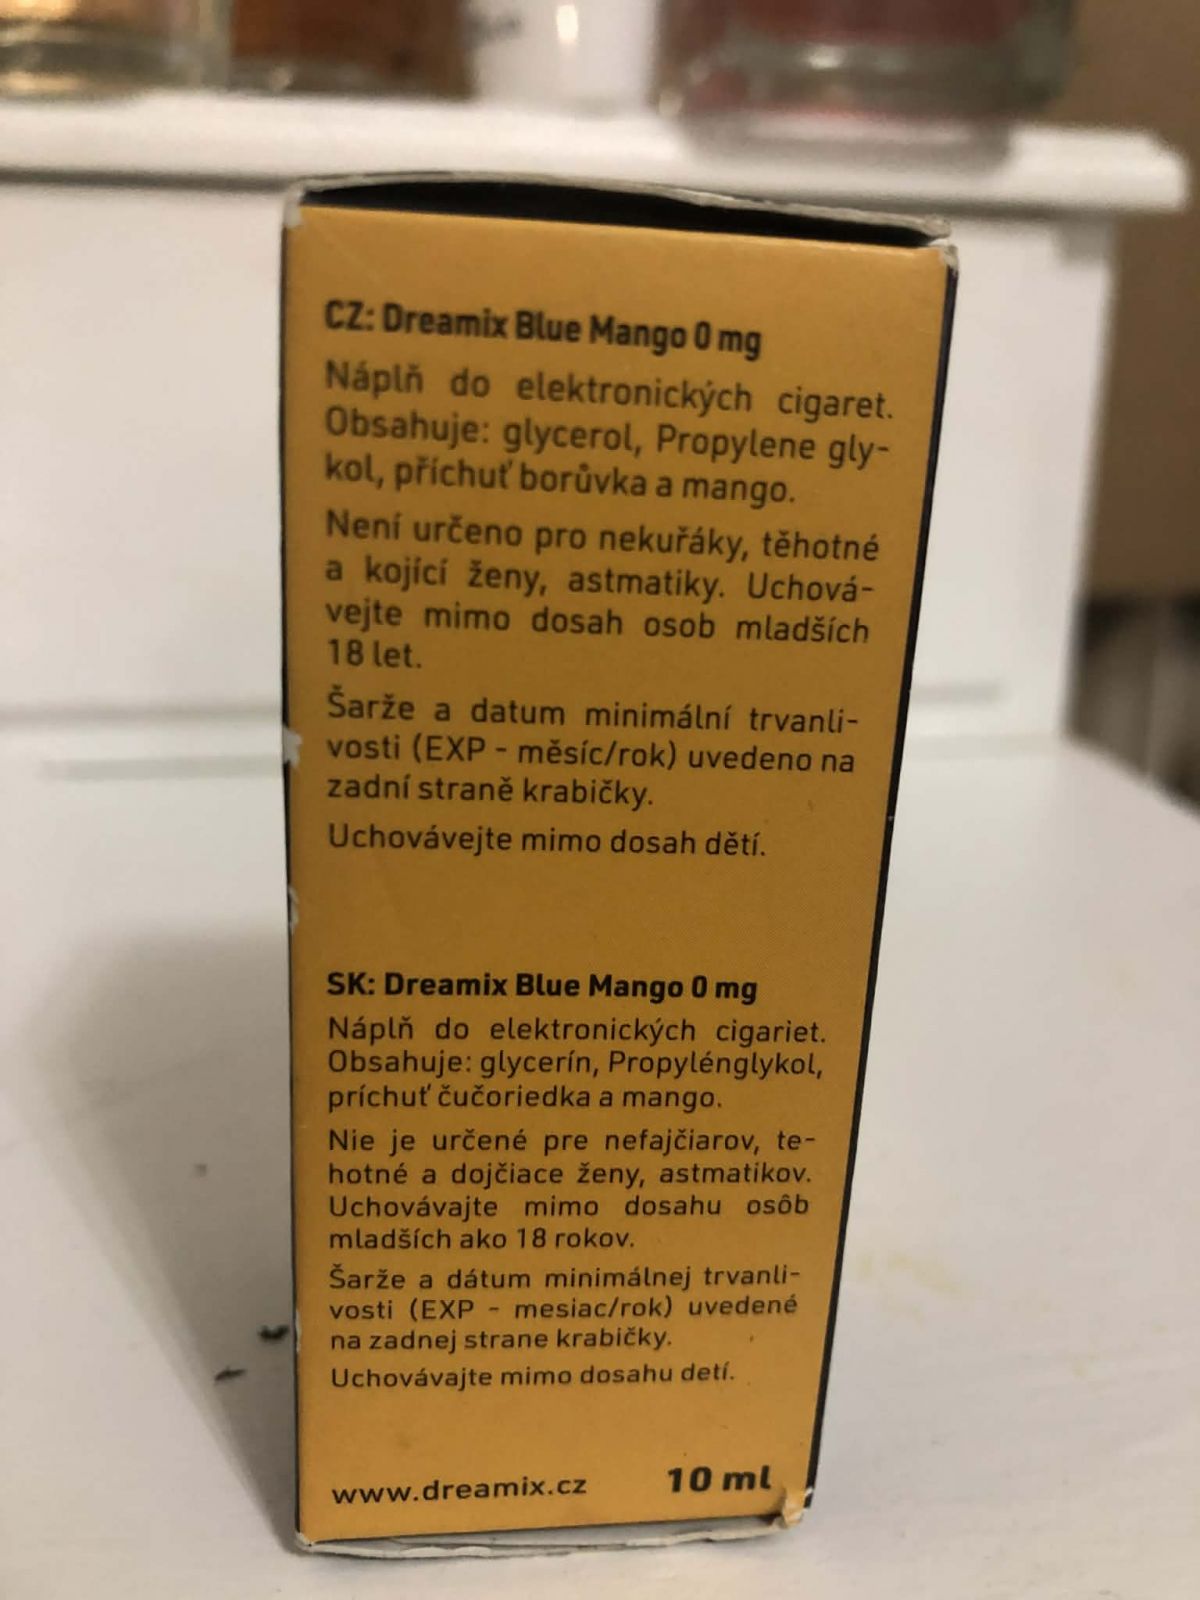 CZ: Dreamix Blue Mango 0 mg
Náplň do elektronických cigaret.
Obsahuje: glycerol, Propylene gly-
kol, příchuť borůvka a mango.
Není určeno pro nekuřáky, těhotné
a kojící ženy, astmatiky. Uchová-
vejte mimo dosah osob mladších
18 let.
Šarže a datum minimální trvanli-
vosti (EXP - měsíc/rok) uvedeno na
zadní straně krabičky.
Uchovávejte mimo dosah dětí.
SK: Dreamix Blue Mango 0 mg
Náplň do elektronických cigariet.
Obsahuje: glycerín, Propylénglykol,
príchuť čučoriedka a mango.
Nie je určené pre nefajčiarov, te-
hotné a dojčiace ženy, astmatikov.
Uchovávajte mimo dosahu osôb
mladších ako 18 rokov.
Šarže a dátum minimálnej trvanli-
vosti (EXP - mesiac/rok) uvedené
na zadnej strane krabičky.
Uchovávajte mimo dosahu detí.
www.dreamix.cz 10 ml